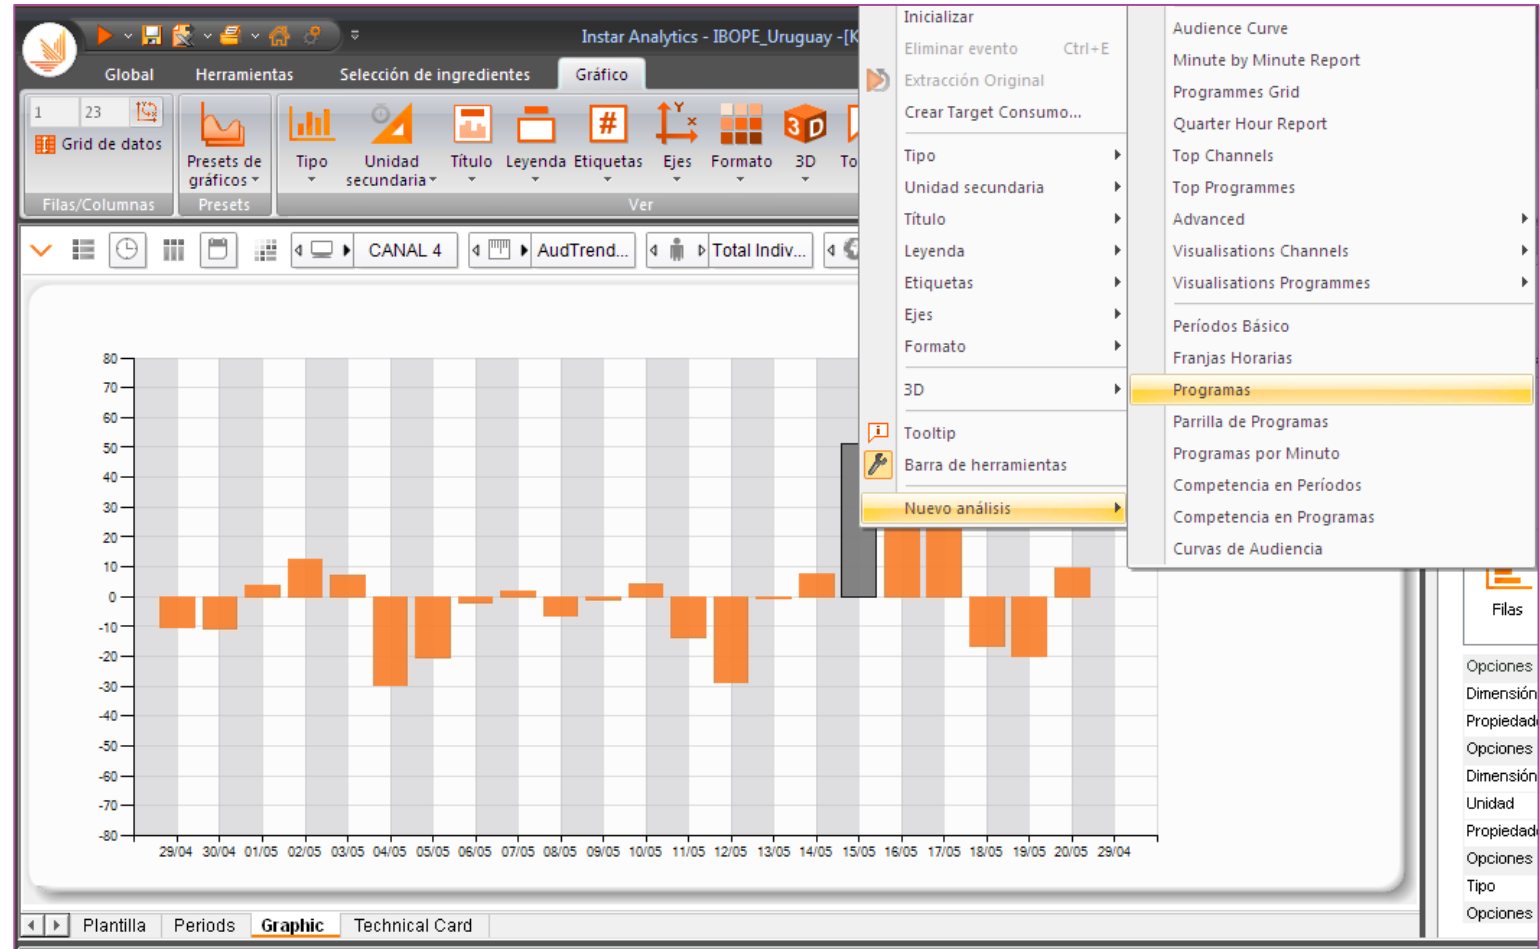 Instar Analytics - IBOPE_Uruguay -[K
Global Herramientas Selección de ingredientes Gráfico
1 23
Grid de datos
Presets de gráficos
Tipo
Unidad secundaria
Título
Leyenda
Etiquetas
Ejes
Formato
3D
To
Filas/Columnas Presets Ver
CANAL 4 AudTrend... Total Indiv...
Inicializar
Eliminar evento Ctrl+E
Extracción Original
Crear Target Consumo...
Tipo
Unidad secundaria
Título
Leyenda
Etiquetas
Ejes
Formato
3D
Tooltip
Barra de herramientas
Nuevo análisis
Audience Curve
Minute by Minute Report
Programmes Grid
Quarter Hour Report
Top Channels
Top Programmes
Advanced
Visualisations Channels
Visualisations Programmes
Períodos Básico
Franjas Horarias
Programas
Parrilla de Programas
Programas por Minuto
Competencia en Períodos
Competencia en Programas
Curvas de Audiencia
80
70
60
50
40
30
20
10
0
-10
-20
-30
-40
-50
-60
-70
-80
29/04 30/04 01/05 02/05 03/05 04/05 05/05 06/05 07/05 08/05 09/05 10/05 11/05 12/05 13/05 14/05 15/05 16/05 17/05 18/05 19/05 20/05 29/04
Filas
Opciones
Dimensión
Propiedad
Opciones
Dimensión
Unidad
Propiedad
Opciones
Tipo
Opciones
Plantilla Periods Graphic Technical Card